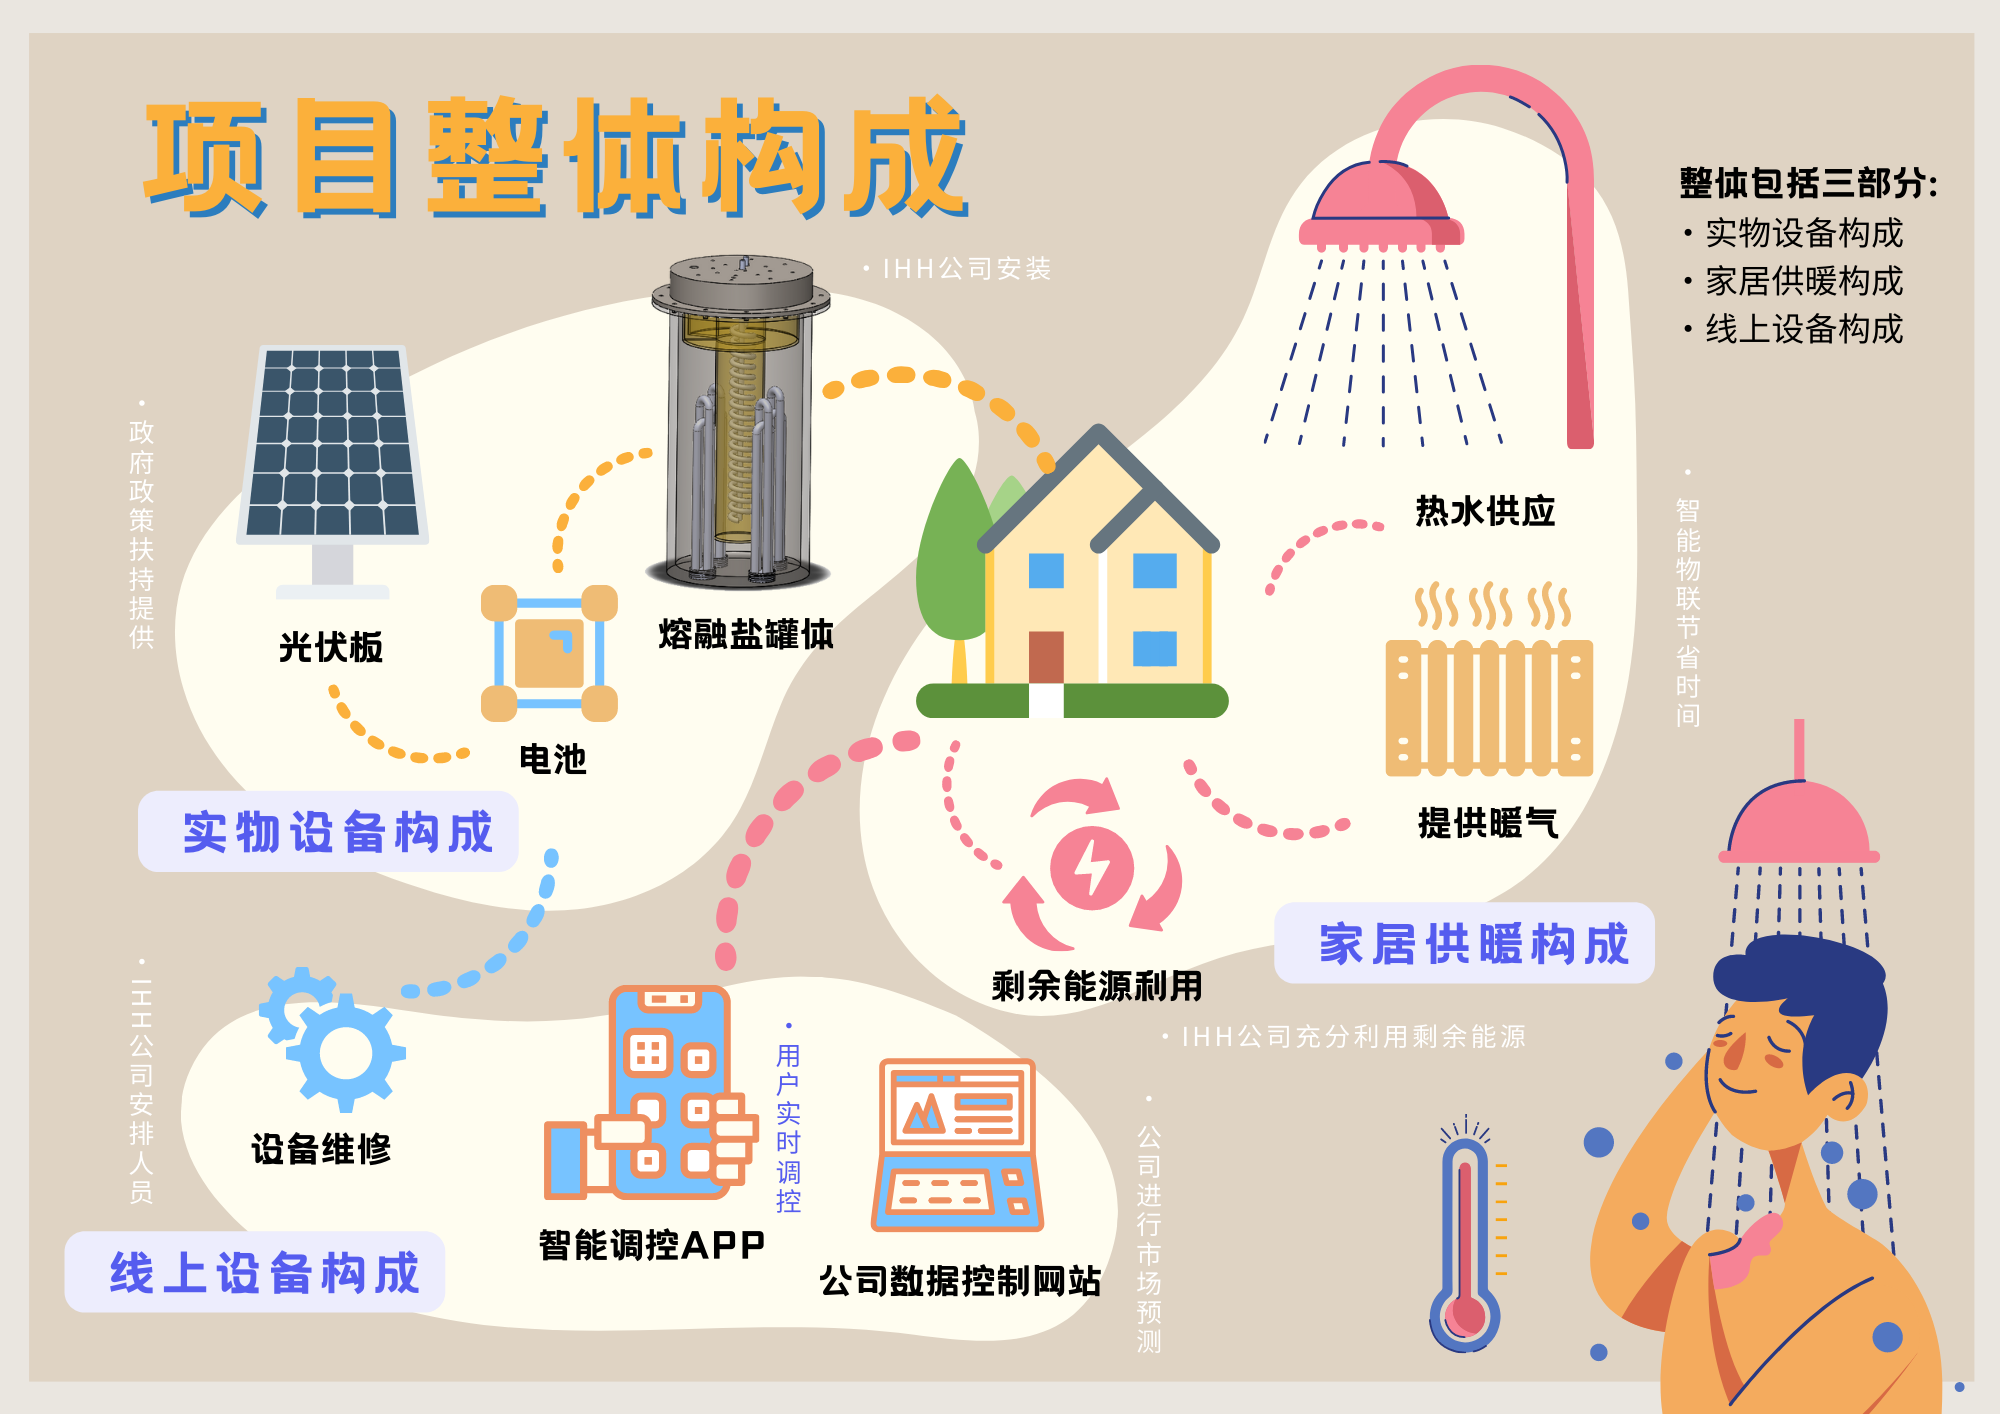 项目整体构成
整体包括三部分:
• 实物设备构成
• 家居供暖构成
• 线上设备构成
• IHH公司安装
• 政府政策扶持提供
光伏板
电池
熔融盐罐体
实物设备构成
热水供应
• 智能物联节省时间
提供暖气
剩余能源利用
家居供暖构成
• IHH公司充分利用剩余能源
• IHH公司安排人员
设备维修
• 用户实时调控
智能调控APP
公司数据控制网站
• 公司进行市场预测
线上设备构成